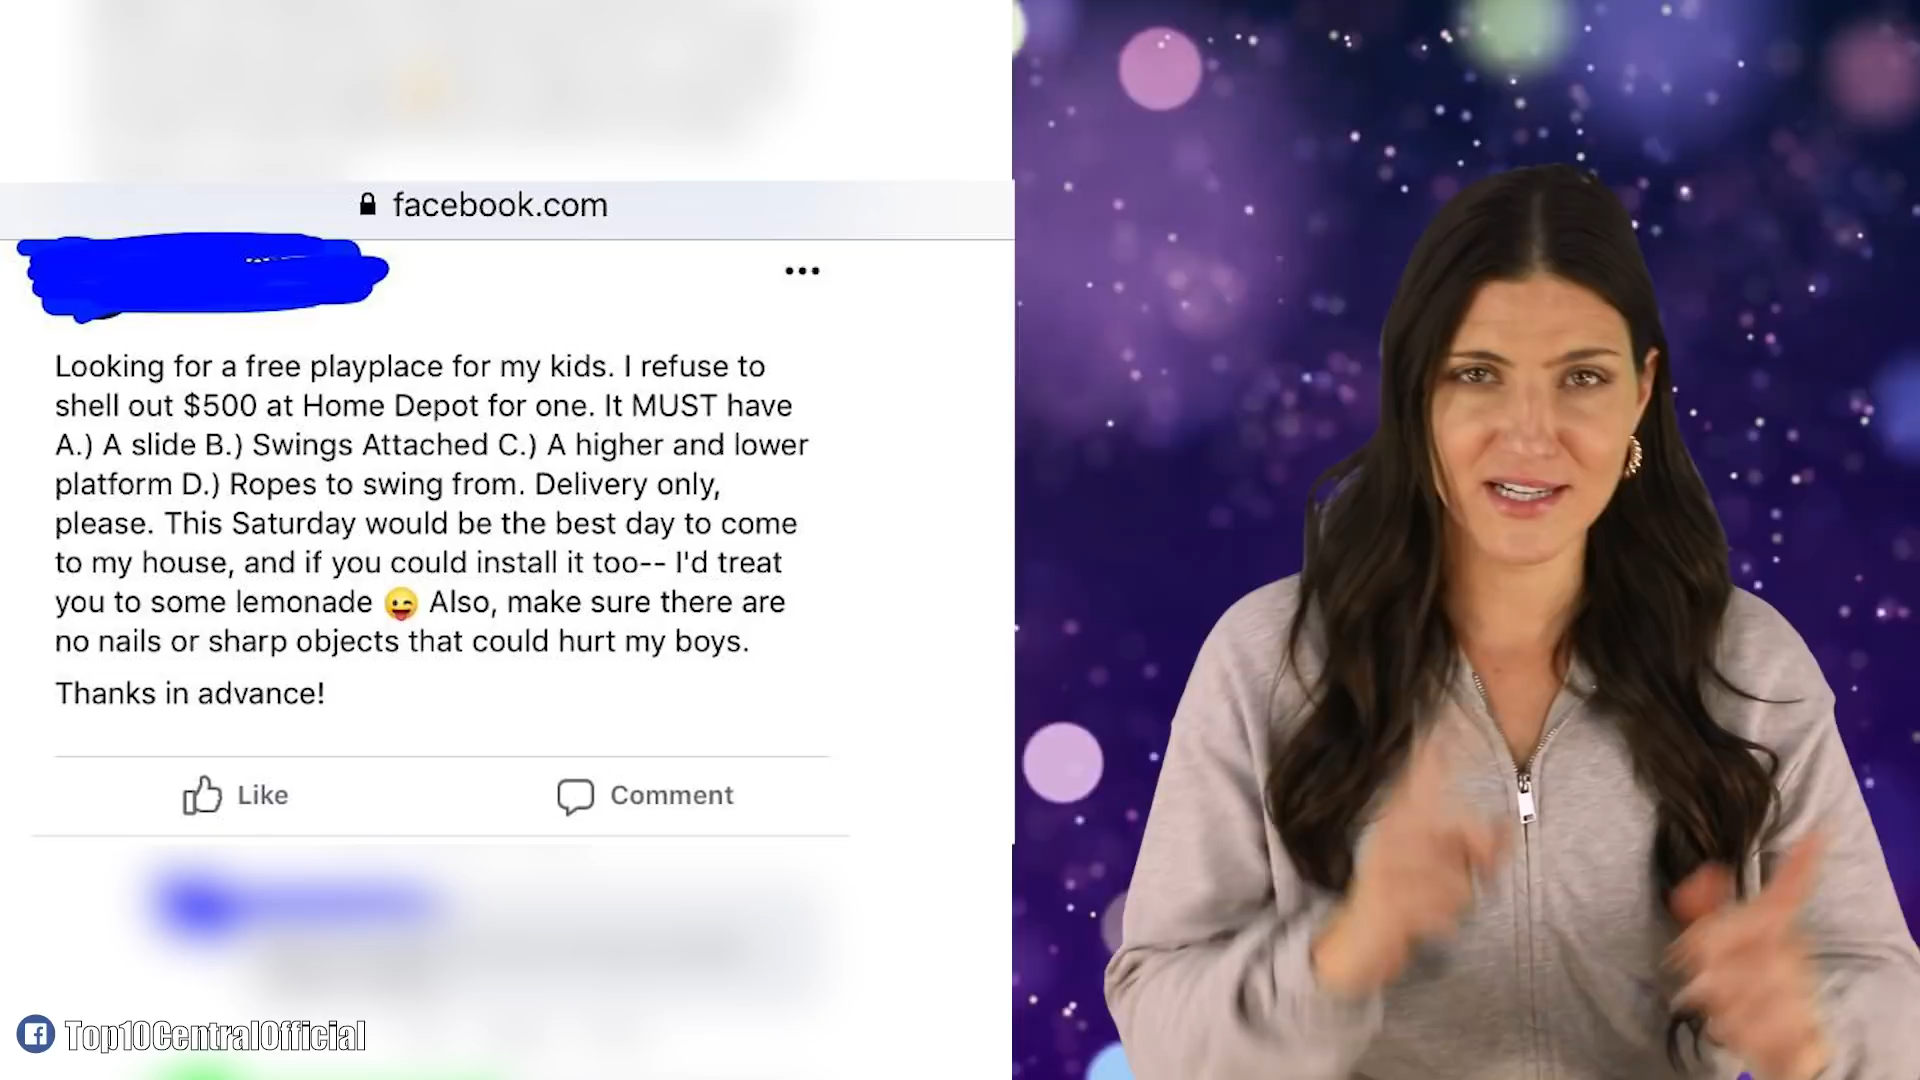 facebook.com
Looking for a free playplace for my kids. I refuse to
shell out $500 at Home Depot for one. It MUST have
A.) A slide B.) Swings Attached C.) A higher and lower
platform D.) Ropes to swing from. Delivery only,
please. This Saturday would be the best day to come
to my house, and if you could install it too-- I'd treat
you to some lemonade 😜 Also, make sure there are
no nails or sharp objects that could hurt my boys.
Thanks in advance!
Like Comment
Top10CentralOfficial